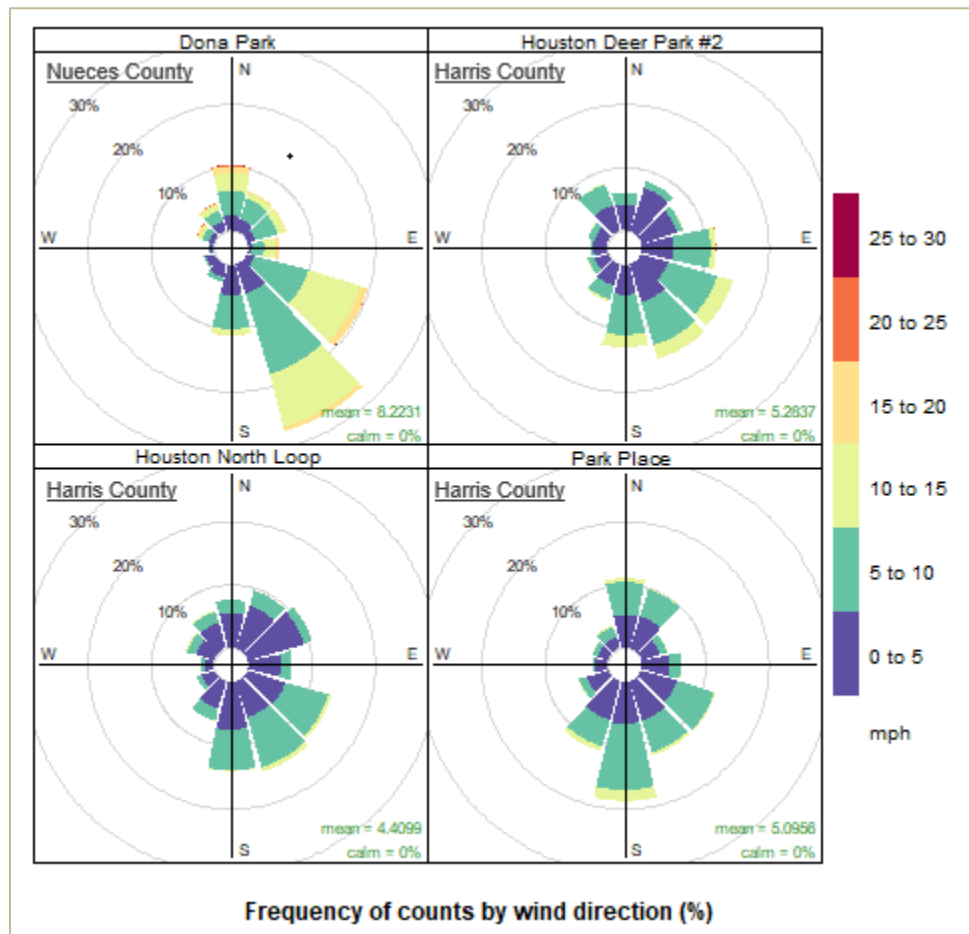 Dona Park
Houston Deer Park #2
Nueces County
N
30%
20%
10%
W
E
S
mean = 8.2231
calm = 0%
Harris County
N
30%
20%
10%
W
E
S
mean = 5.2837
calm = 0%
Houston North Loop
Park Place
Harris County
N
30%
20%
10%
W
E
S
mean = 4.4099
calm = 0%
Harris County
N
30%
20%
10%
W
E
S
mean = 5.0956
calm = 0%
25 to 30
20 to 25
15 to 20
10 to 15
5 to 10
0 to 5
mph
Frequency of counts by wind direction (%)